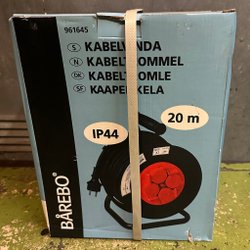 961645
S KABELVINDA
N KABELTROMMEL
DK KABELTROMLE
SF KAAPELIKELA
IP44
20 m
BÅREBO